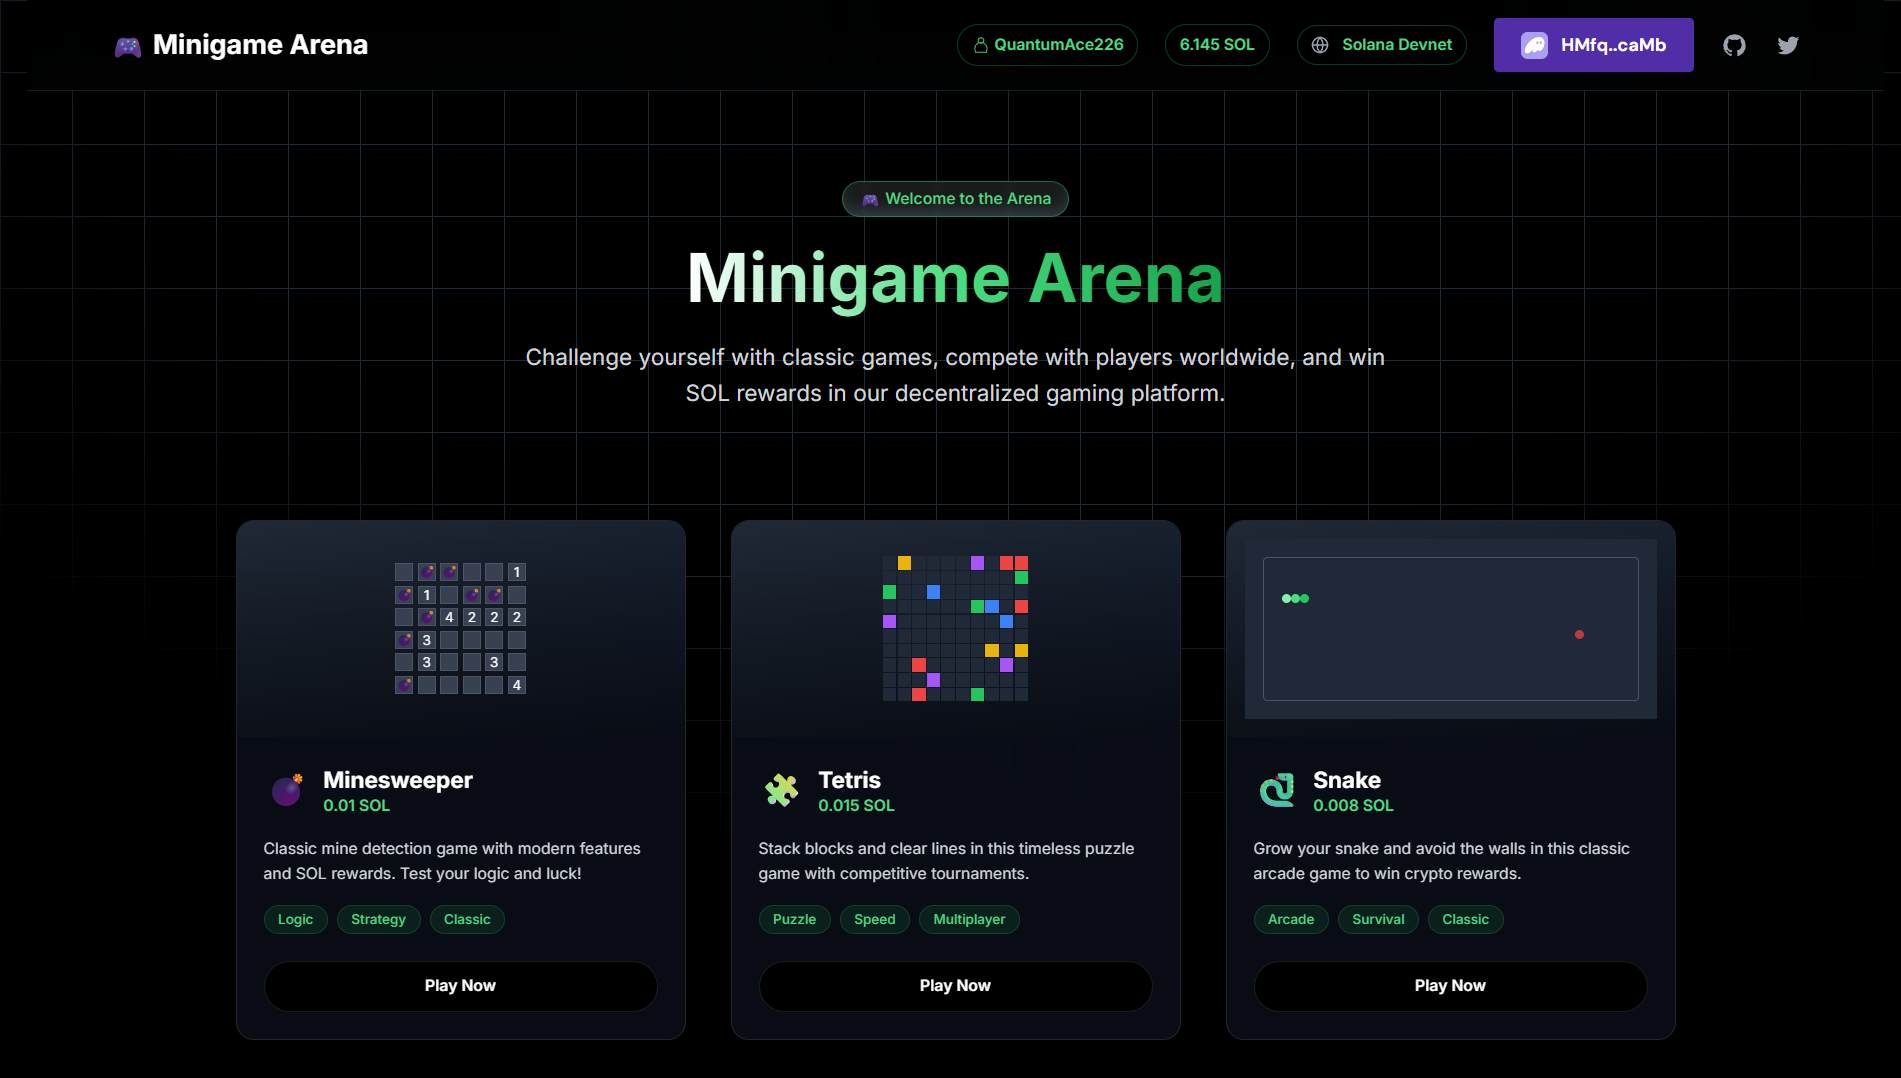 Minigame Arena
QuantumAce226
6.145 SOL
Solana Devnet
HMfq..caMb
Welcome to the Arena
Minigame Arena
Challenge yourself with classic games, compete with players worldwide, and win
SOL rewards in our decentralized gaming platform.
1
1
4 2 2 2
3
3 3
4
Minesweeper
0.01 SOL
Classic mine detection game with modern features
and SOL rewards. Test your logic and luck!
Logic Strategy Classic
Play Now
Tetris
0.015 SOL
Stack blocks and clear lines in this timeless puzzle
game with competitive tournaments.
Puzzle Speed Multiplayer
Play Now
Snake
0.008 SOL
Grow your snake and avoid the walls in this classic
arcade game to win crypto rewards.
Arcade Survival Classic
Play Now